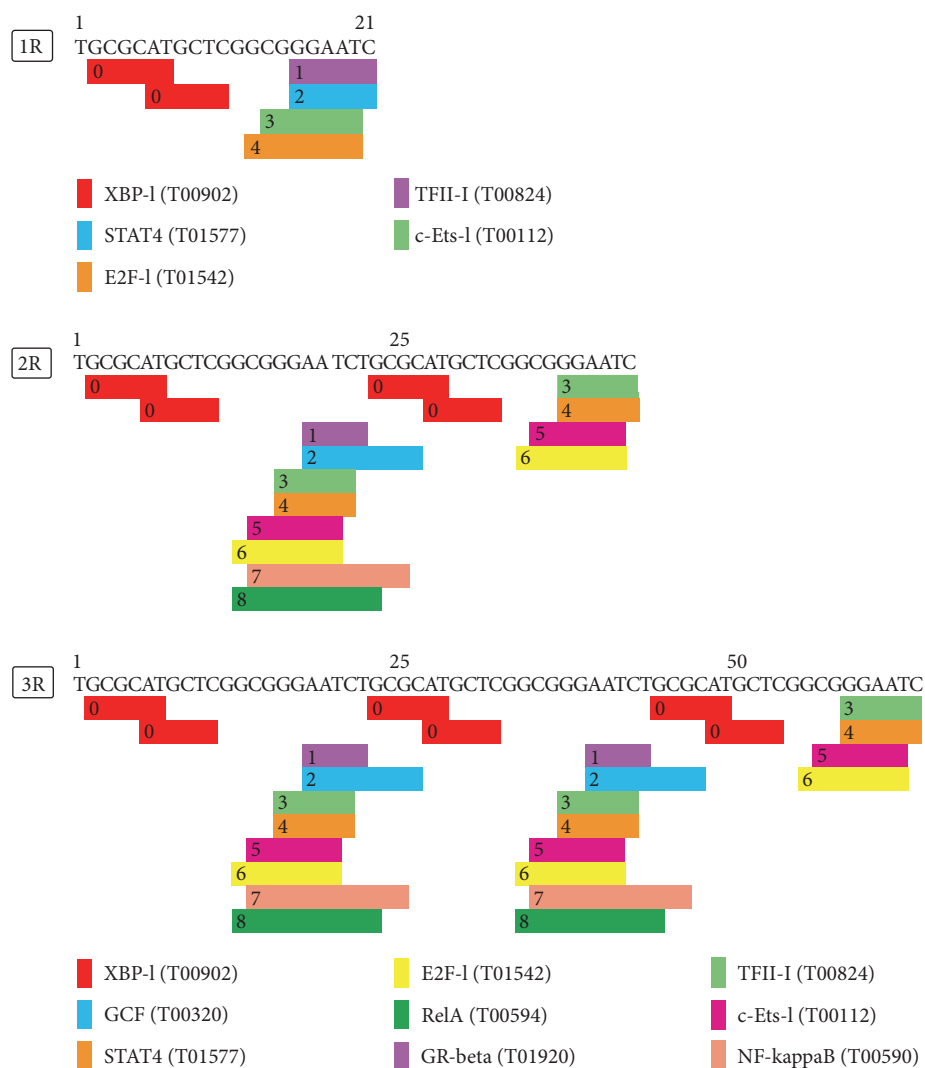 1 21
1R TGCGCATGCTCGGCGGGAATC
0 1
0 2
3
4
XBP-l (T00902) TFII-I (T00824)
STAT4 (T01577) c-Ets-l (T00112)
E2F-l (T01542)
1 25
2R TGCGCATGCTCGGCGGGAA TCTGCGCATGCTCGGCGGGAATC
0 0 3
0 0 4
1 5
2 6
3
4
5
6
7
8
1 25 50
3R TGCGCATGCTCGGCGGGAATCTGCGCATGCTCGGCGGGAATCTGCGCATGCTCGGCGGGAATC
0 0 0 3
0 0 0 4
1 1 5
2 2 6
3 3
4 4
5 5
6 6
7 7
8 8
XBP-l (T00902) E2F-l (T01542) TFII-I (T00824)
GCF (T00320) RelA (T00594) c-Ets-l (T00112)
STAT4 (T01577) GR-beta (T01920) NF-kappaB (T00590)